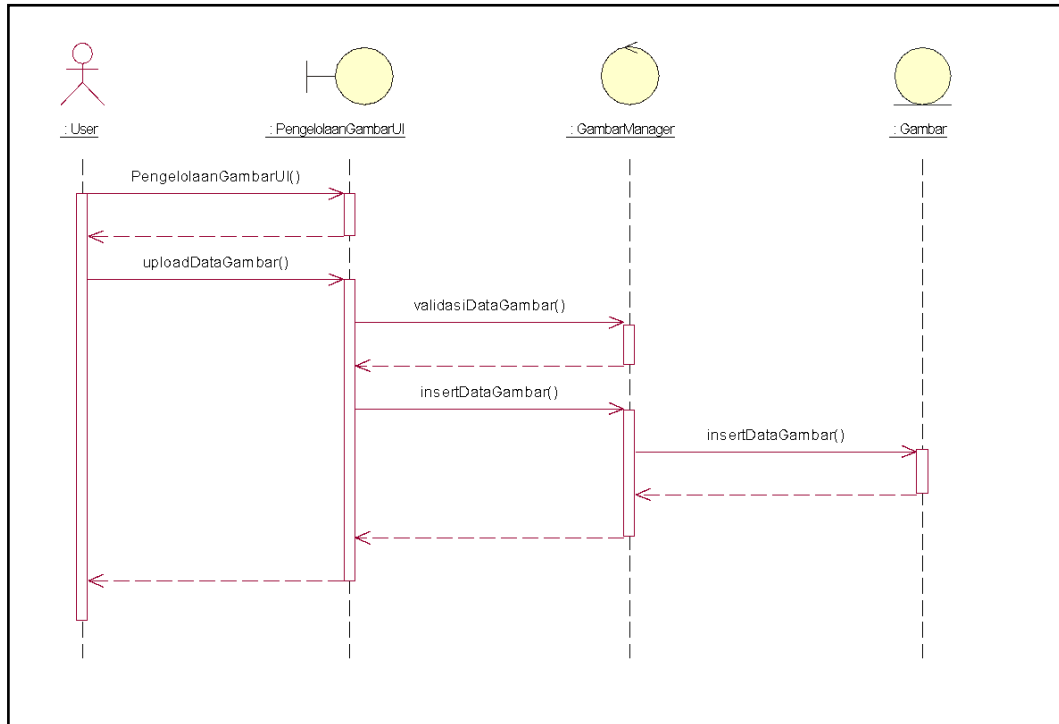 : User
: PengelolaanGambarUI
: GambarManager
: Gambar
PengelolaanGambarUI()
uploadDataGambar()
validasiDataGambar()
insertDataGambar()
insertDataGambar()